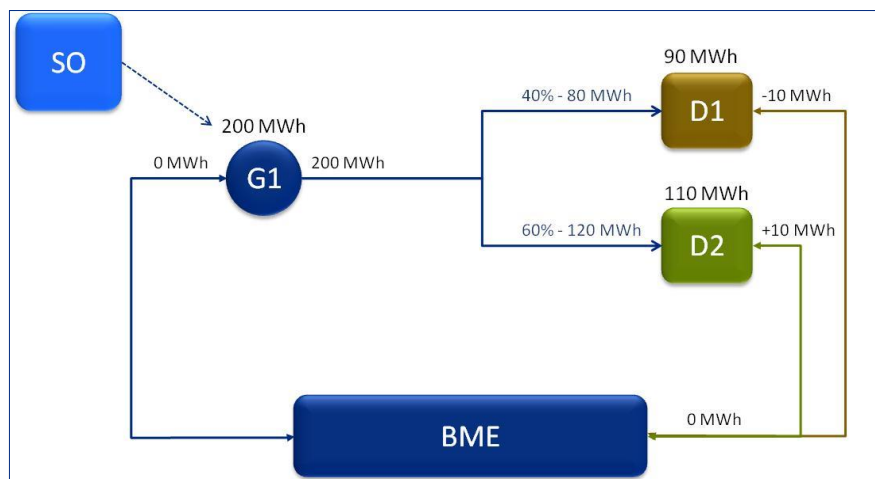 SO
90 MWh
40% - 80 MWh
D1
-10 MWh
200 MWh
0 MWh
G1
200 MWh
110 MWh
60% - 120 MWh
D2
+10 MWh
BME
0 MWh